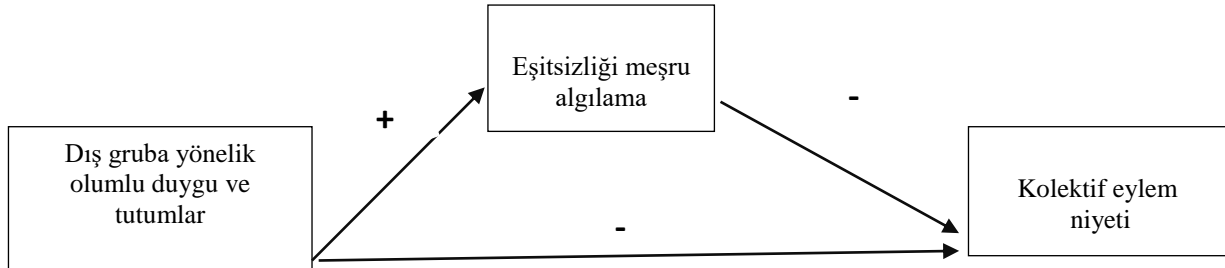 Eşitsizliği meşru
algılama
+
-
Dış gruba yönelik
olumlu duygu ve
tutumlar
-
Kolektif eylem
niyeti